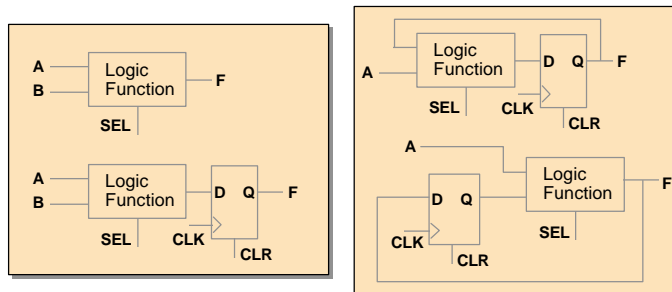 A
B
Logic
Function
F
SEL
A
B
Logic
Function
D Q
F
SEL
CLK
CLR
A
Logic
Function
D Q
F
SEL
CLK
CLR
A
D Q
Logic
Function
F
CLK
SEL
CLR